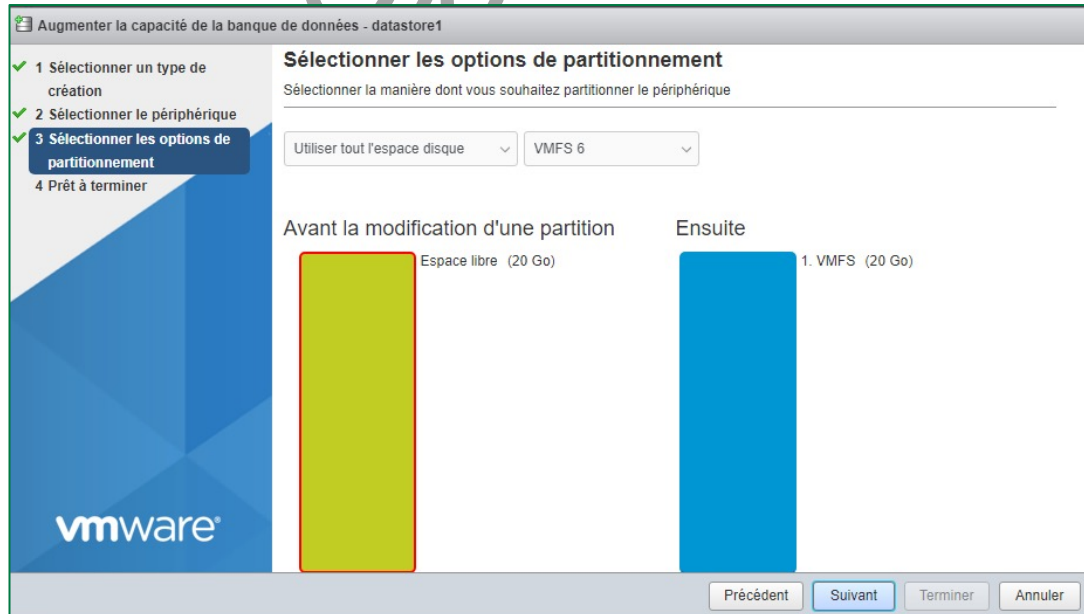 Augmenter la capacité de la banque de données - datastore1
1 Sélectionner un type de
création
2 Sélectionner le périphérique
3 Sélectionner les options de
partitionnement
4 Prêt à terminer
Sélectionner les options de partitionnement
Sélectionner la manière dont vous souhaitez partitionner le périphérique
Utiliser tout l'espace disque
VMFS 6
Avant la modification d'une partition
Ensuite
Espace libre (20 Go)
1. VMFS (20 Go)
vmware®
Précédent
Suivant
Terminer
Annuler